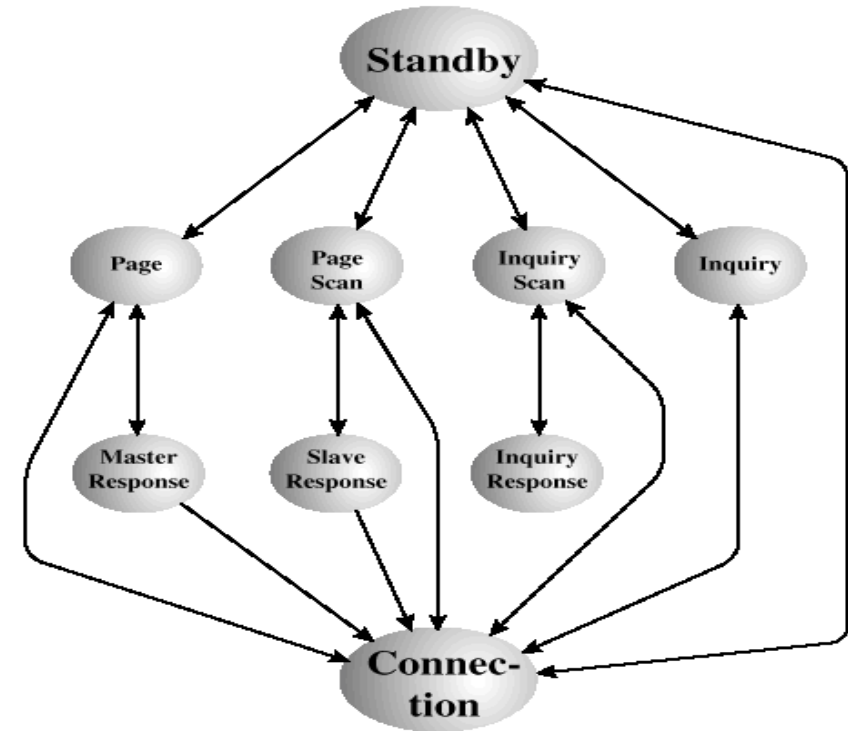 Standby
Page
Page
Scan
Inquiry
Scan
Inquiry
Master
Response
Slave
Response
Inquiry
Response
Connec-
tion